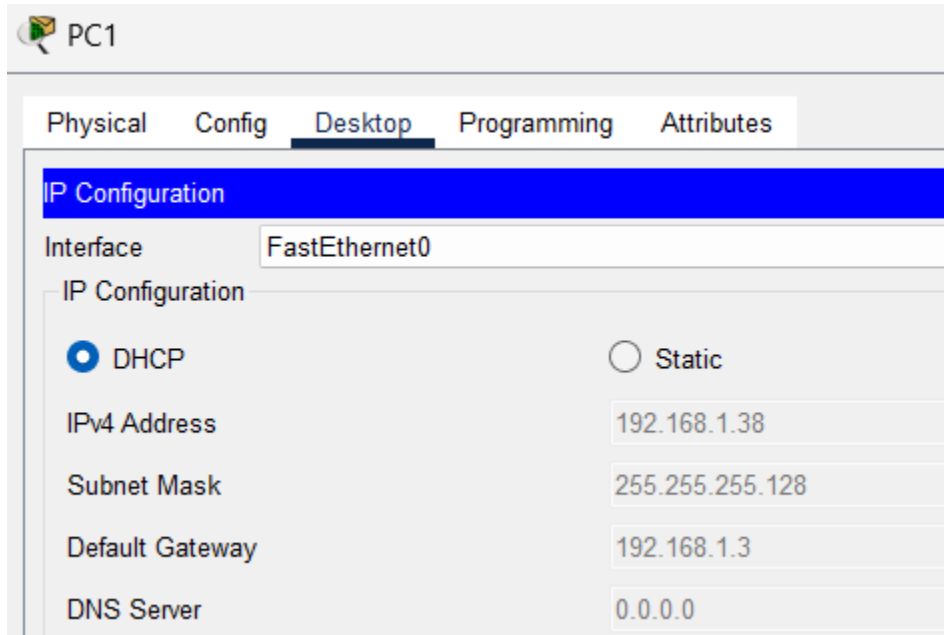 PC1
Physical Config Desktop Programming Attributes
IP Configuration
Interface FastEthernet0
IP Configuration
DHCP Static
IPv4 Address 192.168.1.38
Subnet Mask 255.255.255.128
Default Gateway 192.168.1.3
DNS Server 0.0.0.0